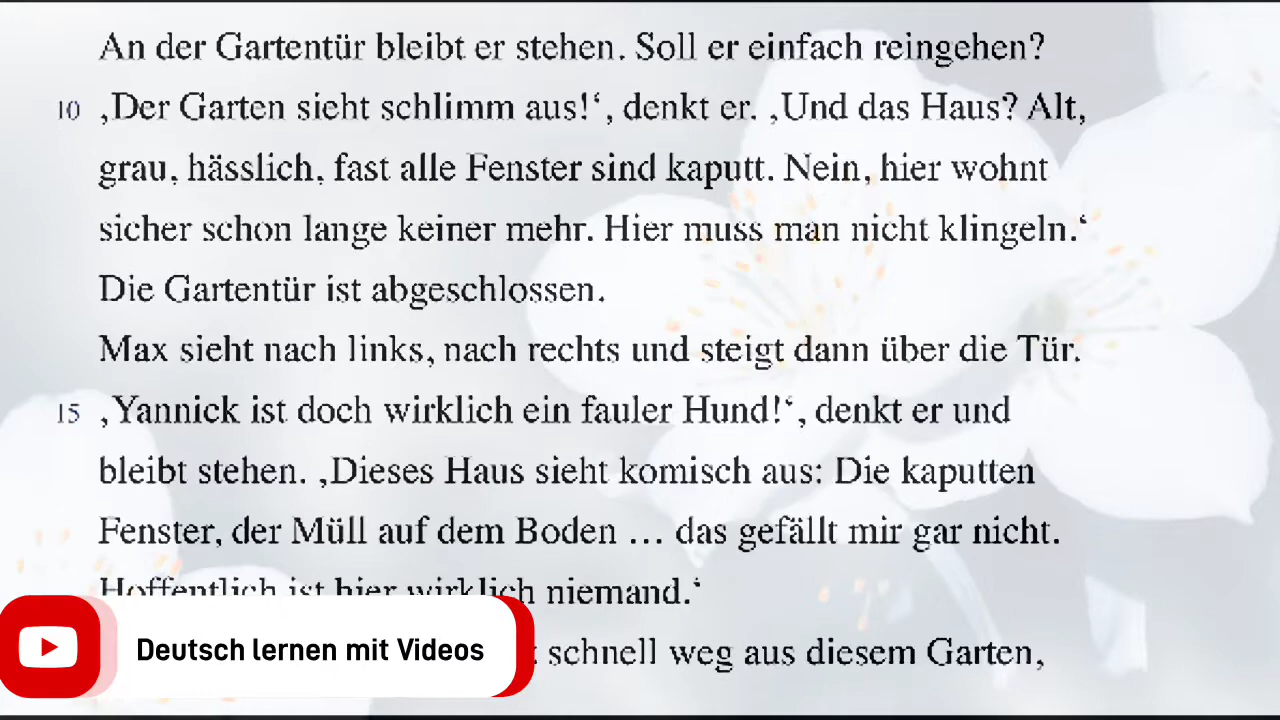 An der Gartentür bleibt er stehen. Soll er einfach reingehen?
10 ‚Der Garten sieht schlimm aus!‘, denkt er. ‚Und das Haus? Alt,
grau, hässlich, fast alle Fenster sind kaputt. Nein, hier wohnt
sicher schon lange keiner mehr. Hier muss man nicht klingeln.‘
Die Gartentür ist abgeschlossen.
Max sieht nach links, nach rechts und steigt dann über die Tür.
15 ‚Yannick ist doch wirklich ein fauler Hund!‘, denkt er und
bleibt stehen. ‚Dieses Haus sieht komisch aus: Die kaputten
Fenster, der Müll auf dem Boden … das gefällt mir gar nicht.
Hoffentlich ist hier wirklich niemand.‘
schnell weg aus diesem Garten,
Deutsch lernen mit Videos